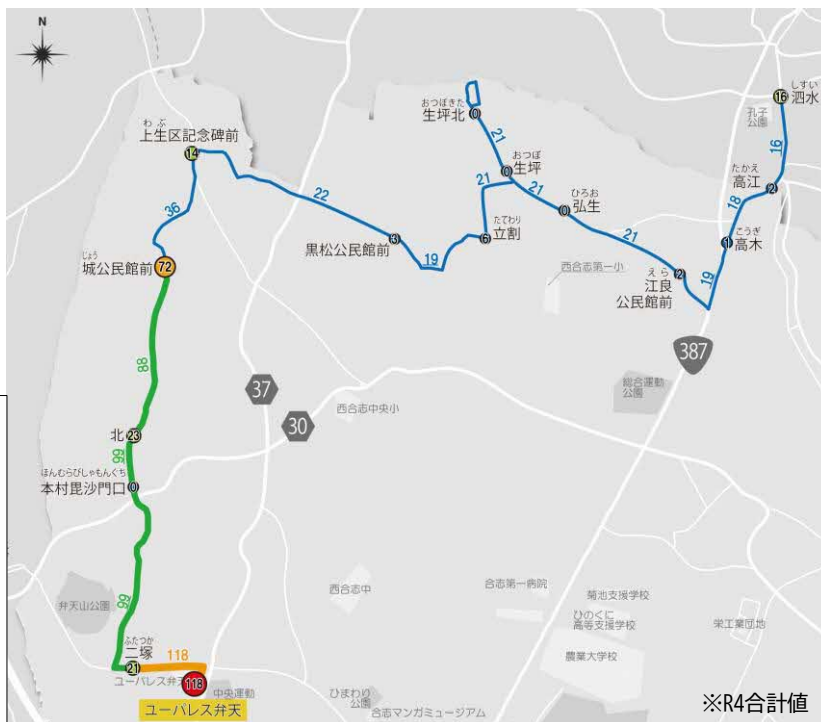 N
わぶ
上生区記念碑前
14
36
じょう
城公民館前
72
22
黒松公民館前
3
19
おつぼきた
生坪北
0
21
おつぼ
生坪
0
21
たてわり
立割
6
21
ひろお
弘生
0
21
西合志第一小
えら
江良
公民館前
2
19
こうぎ
高木
1
18
たかえ
高江
2
16
しすい
泗水
16
孔子
公園
387
総合運動
公園
37
30
西合志中央小
88
北
23
99
ほんむらびしゃもんぐち
本村毘沙門口
0
99
弁天山公園
ふたつか
二塚
21
118
ユーパレス弁天
118
ユーパレス弁天
中央運動
西合志中
ひまわり
公園
合志マンガミュージアム
合志第一病院
菊池支援学校
ひのくに
高等支援学校
農業大学校
栄工業団地
※R4合計値